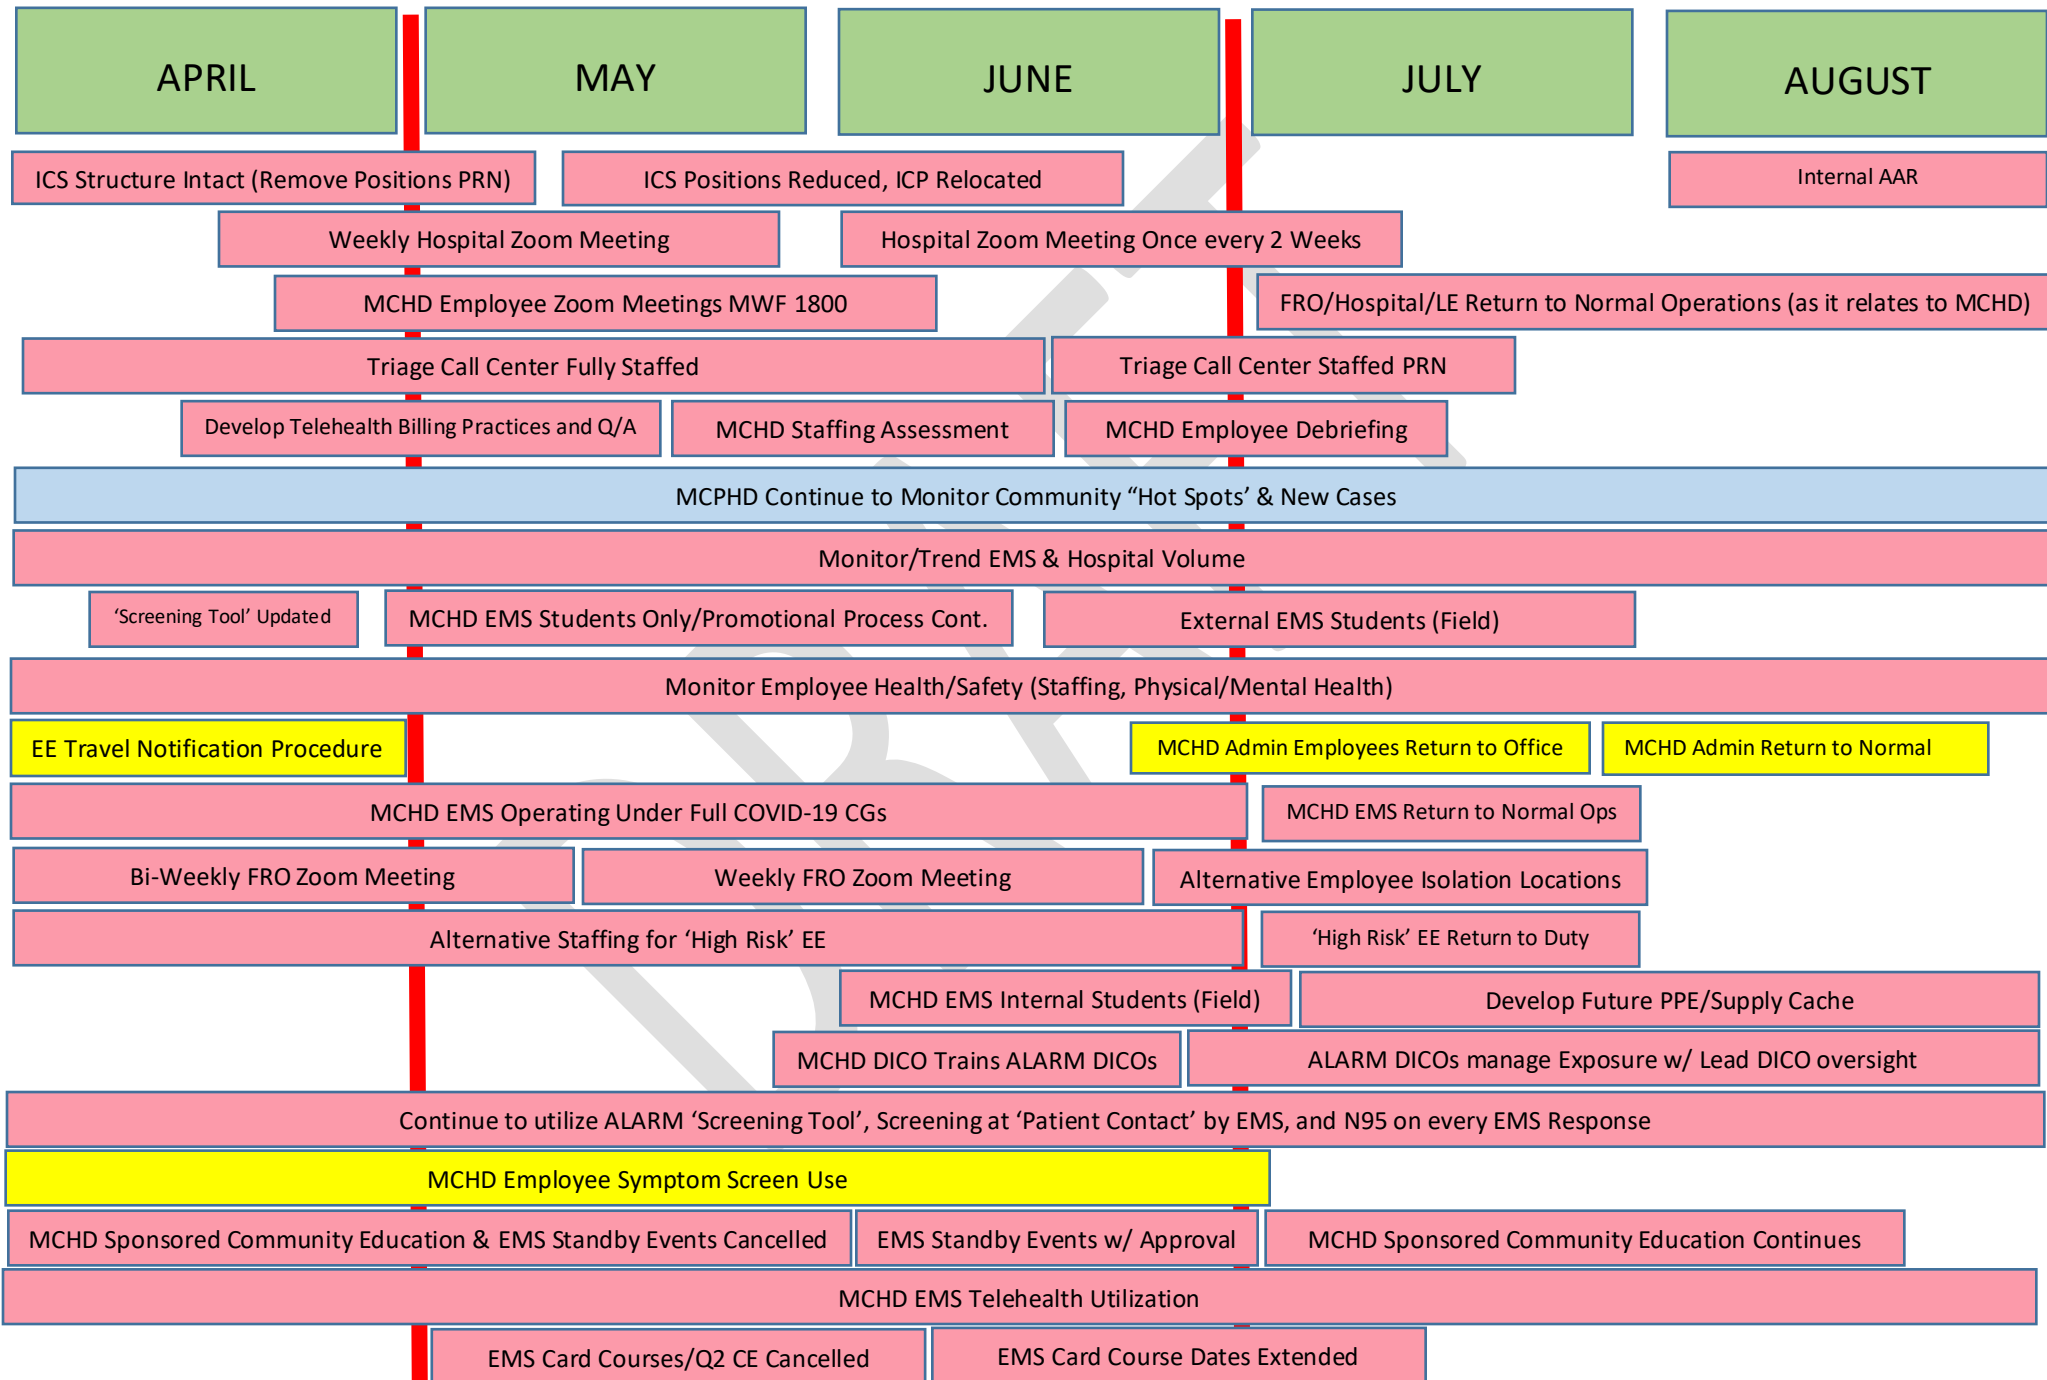 APRIL
MAY
JUNE
JULY
AUGUST
ICS Structure Intact (Remove Positions PRN)
ICS Positions Reduced, ICP Relocated
Internal AAR
Weekly Hospital Zoom Meeting
Hospital Zoom Meeting Once every 2 Weeks
MCHD Employee Zoom Meetings MWF 1800
FRO/Hospital/LE Return to Normal Operations (as it relates to MCHD)
Triage Call Center Fully Staffed
Triage Call Center Staffed PRN
Develop Telehealth Billing Practices and Q/A
MCHD Staffing Assessment
MCHD Employee Debriefing
MCPHD Continue to Monitor Community “Hot Spots’ & New Cases
Monitor/Trend EMS & Hospital Volume
‘Screening Tool’ Updated
MCHD EMS Students Only/Promotional Process Cont.
External EMS Students (Field)
Monitor Employee Health/Safety (Staffing, Physical/Mental Health)
EE Travel Notification Procedure
MCHD Admin Employees Return to Office
MCHD Admin Return to Normal
MCHD EMS Operating Under Full COVID-19 CGs
MCHD EMS Return to Normal Ops
Bi-Weekly FRO Zoom Meeting
Weekly FRO Zoom Meeting
Alternative Employee Isolation Locations
Alternative Staffing for ‘High Risk’ EE
‘High Risk’ EE Return to Duty
MCHD EMS Internal Students (Field)
Develop Future PPE/Supply Cache
MCHD DICO Trains ALARM DICOs
ALARM DICOs manage Exposure w/ Lead DICO oversight
Continue to utilize ALARM ‘Screening Tool’, Screening at ‘Patient Contact’ by EMS, and N95 on every EMS Response
MCHD Employee Symptom Screen Use
MCHD Sponsored Community Education & EMS Standby Events Cancelled
EMS Standby Events w/ Approval
MCHD Sponsored Community Education Continues
MCHD EMS Telehealth Utilization
EMS Card Courses/Q2 CE Cancelled
EMS Card Course Dates Extended
DRAFT